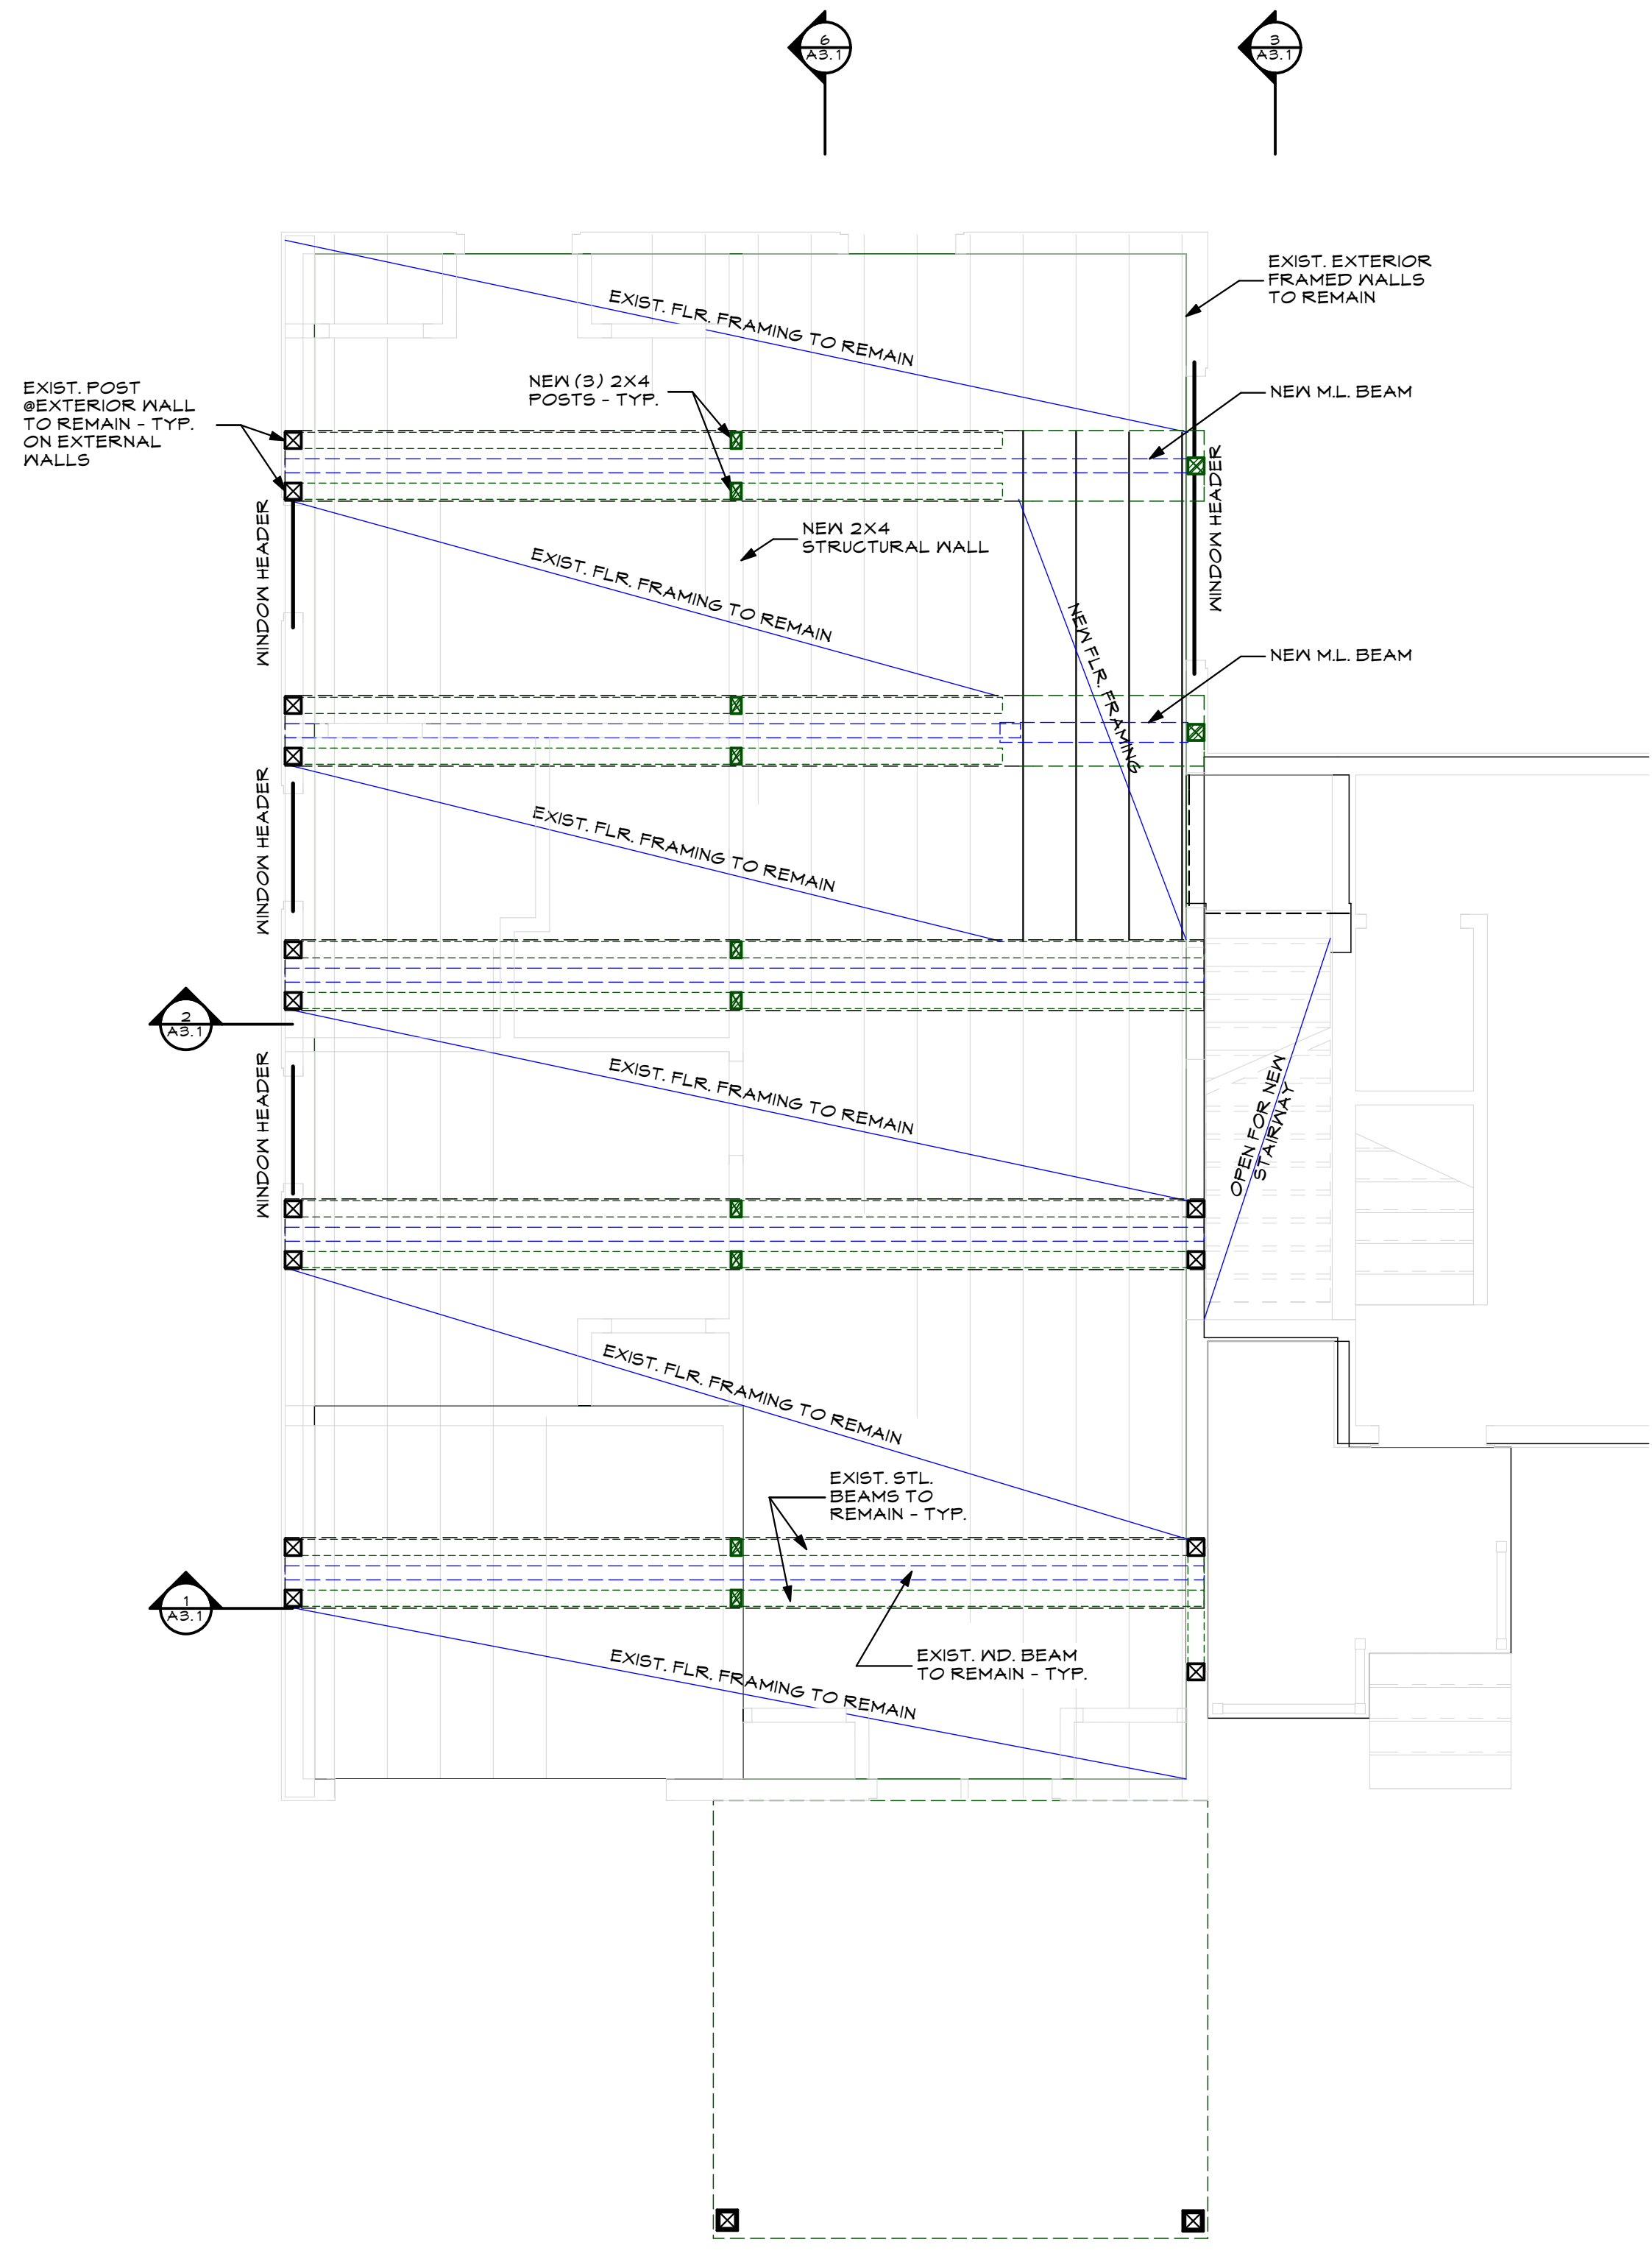 6
A3.1
3
A3.1
EXIST. EXTERIOR
FRAMED WALLS
TO REMAIN
EXIST. FLR. FRAMING TO REMAIN
EXIST. POST
@EXTERIOR WALL
TO REMAIN - TYP.
ON EXTERNAL
WALLS
NEW (3) 2X4
POSTS - TYP.
NEW M.L. BEAM
WINDOW HEADER
WINDOW HEADER
NEW 2X4
STRUCTURAL WALL
EXIST. FLR. FRAMING TO REMAIN
NEW FLR. FRAMING
NEW M.L. BEAM
WINDOW HEADER
EXIST. FLR. FRAMING TO REMAIN
2
A3.1
WINDOW HEADER
EXIST. FLR. FRAMING TO REMAIN
OPEN FOR NEW
STAIRWAY
EXIST. FLR. FRAMING TO REMAIN
EXIST. STL.
BEAMS TO
REMAIN - TYP.
1
A3.1
EXIST. WD. BEAM
TO REMAIN - TYP.
EXIST. FLR. FRAMING TO REMAIN